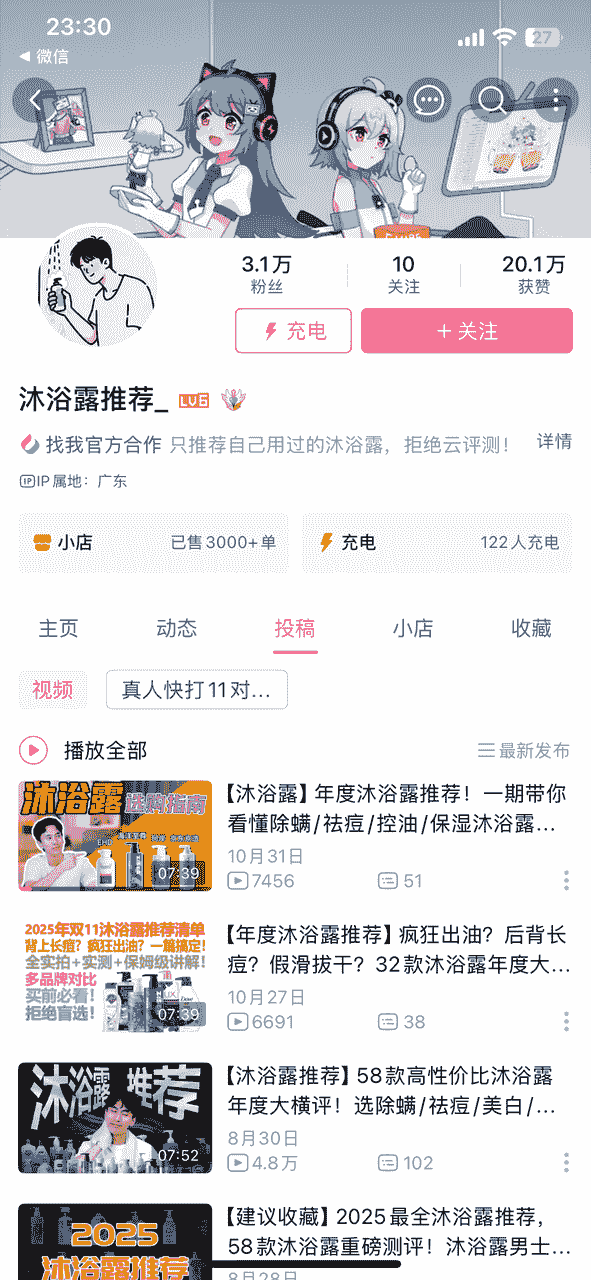 23:30
27
◀ 微信
3.1万
10
20.1万
粉丝
关注
获赞
充电
+ 关注
沐浴露推荐_
LV6
找我官方合作 只推荐自己用过的沐浴露，拒绝云评测！
详情
IP IP属地：广东
小店
已售3000+单
充电
122人充电
主页
动态
投稿
小店
收藏
视频
真人快打11对...
播放全部
最新发布
沐浴露 选购指南
07:39
【沐浴露】年度沐浴露推荐！一期带你
看懂除螨/祛痘/控油/保湿沐浴露...
10月31日
7456
51
2025年双11沐浴露推荐清单
背上长痘？疯狂出油？一篇搞定！
全实拍+实测+保姆级讲解！
多品牌对比
买前必看！
拒绝盲选！
07:39
【年度沐浴露推荐】疯狂出油？后背长
痘？假滑拔干？32款沐浴露年度大...
10月27日
6691
38
沐浴露 推荐
07:52
【沐浴露推荐】58款高性价比沐浴露
年度大横评！选除螨/祛痘/美白/...
8月30日
4.8万
102
2025
沐浴露推荐
【建议收藏】2025最全沐浴露推荐，
58款沐浴露重磅测评！沐浴露男士...
8月28日